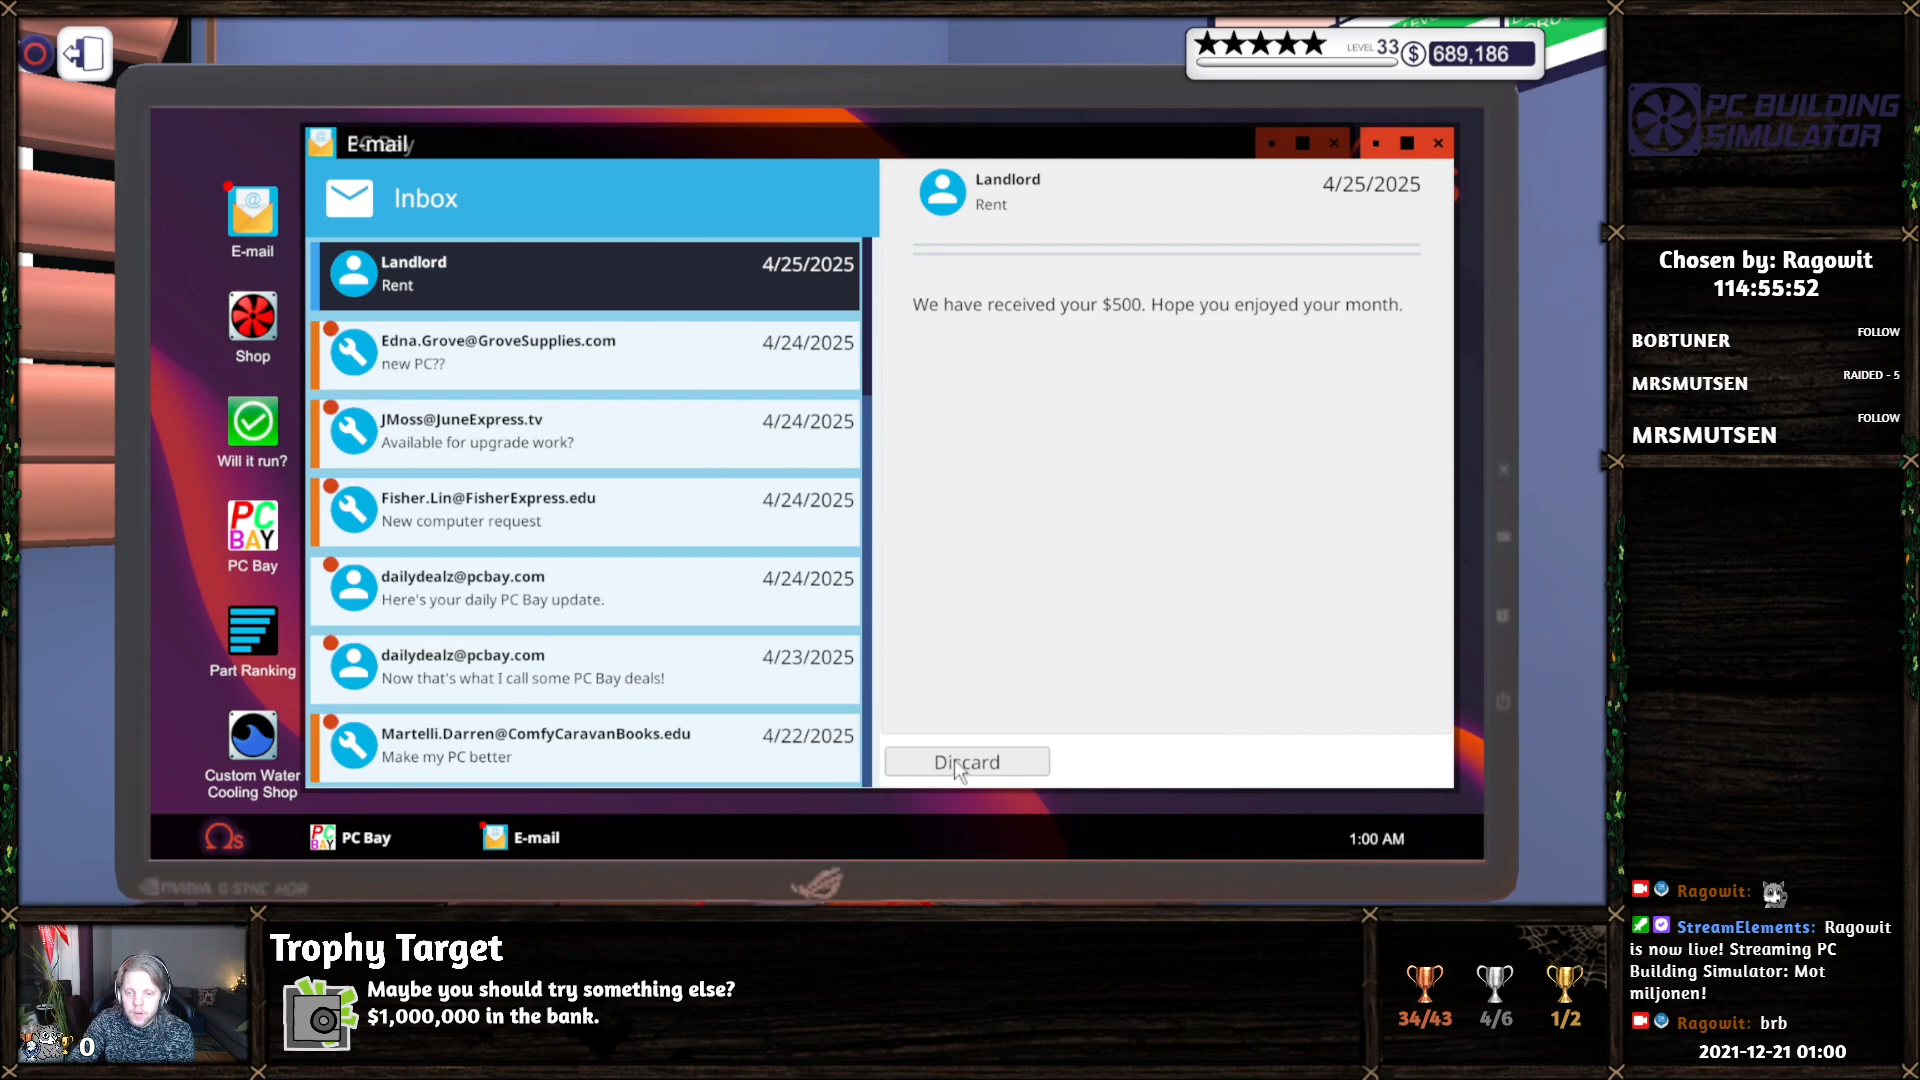 LEVEL 33
$ 689,186
E-mail
Inbox
Landlord
Rent
4/25/2025
Edna.Grove@GroveSupplies.com
new PC??
4/24/2025
JMoss@JuneExpress.tv
Available for upgrade work?
4/24/2025
Fisher.Lin@FisherExpress.edu
New computer request
4/24/2025
dailydealz@pcbay.com
Here's your daily PC Bay update.
4/24/2025
dailydealz@pcbay.com
Now that's what I call some PC Bay deals!
4/23/2025
Martelli.Darren@ComfyCaravanBooks.edu
Make my PC better
4/22/2025
Landlord
Rent
4/25/2025
We have received your $500. Hope you enjoyed your month.
Discard
E-mail
Shop
Will it run?
PC
BAY
PC Bay
Part Ranking
Custom Water
Cooling Shop
Ωs
PC BAY PC Bay
E-mail
1:00 AM
NVIDIA G-SYNC HDR
PC BUILDING
SIMULATOR
Chosen by: Ragowit
114:55:52
BOBTUNER FOLLOW
MRSMUTSEN RAIDED - 5
MRSMUTSEN FOLLOW
Ragowit:
StreamElements: Ragowit
is now live! Streaming PC
Building Simulator: Mot
miljonen!
Ragowit: brb
2021-12-21 01:00
0
Trophy Target
Maybe you should try something else?
$1,000,000 in the bank.
34/43 4/6 1/2